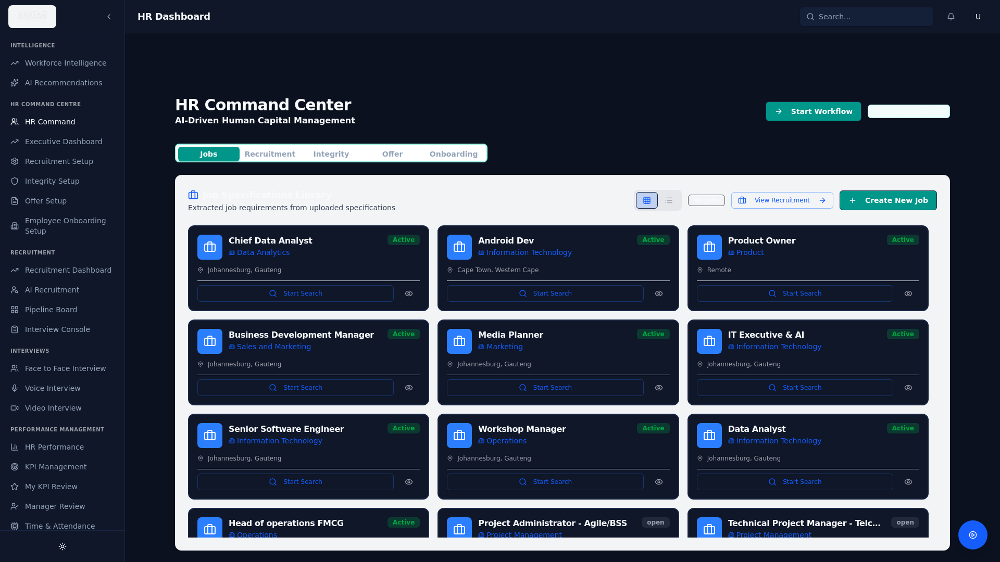 AVATAR
HR Dashboard
Search...
U
INTELLIGENCE
Workforce Intelligence
AI Recommendations
HR COMMAND CENTRE
HR Command
Executive Dashboard
Recruitment Setup
Integrity Setup
Offer Setup
Employee Onboarding
Setup
RECRUITMENT
Recruitment Dashboard
AI Recruitment
Pipeline Board
Interview Console
INTERVIEWS
Face to Face Interview
Voice Interview
Video Interview
PERFORMANCE MANAGEMENT
HR Performance
KPI Management
My KPI Review
Manager Review
Time & Attendance
HR Command Center
AI-Driven Human Capital Management
Start Workflow
Jobs
Recruitment
Integrity
Offer
Onboarding
Job Specifications Library
Extracted job requirements from uploaded specifications
View Recruitment
Create New Job
Chief Data Analyst
Active
Data Analytics
Johannesburg, Gauteng
Start Search
Android Dev
Active
Information Technology
Cape Town, Western Cape
Start Search
Product Owner
Active
Product
Remote
Start Search
Business Development Manager
Active
Sales and Marketing
Johannesburg, Gauteng
Start Search
Media Planner
Active
Marketing
Johannesburg, Gauteng
Start Search
IT Executive & AI
Active
Information Technology
Johannesburg, Gauteng
Start Search
Senior Software Engineer
Active
Information Technology
Johannesburg, Gauteng
Start Search
Workshop Manager
Active
Operations
Johannesburg, Gauteng
Start Search
Data Analyst
Active
Information Technology
Johannesburg, Gauteng
Start Search
Head of operations FMCG
Active
Operations
Project Administrator - Agile/BSS
open
Project Management
Technical Project Manager - Telc...
open
Project Management